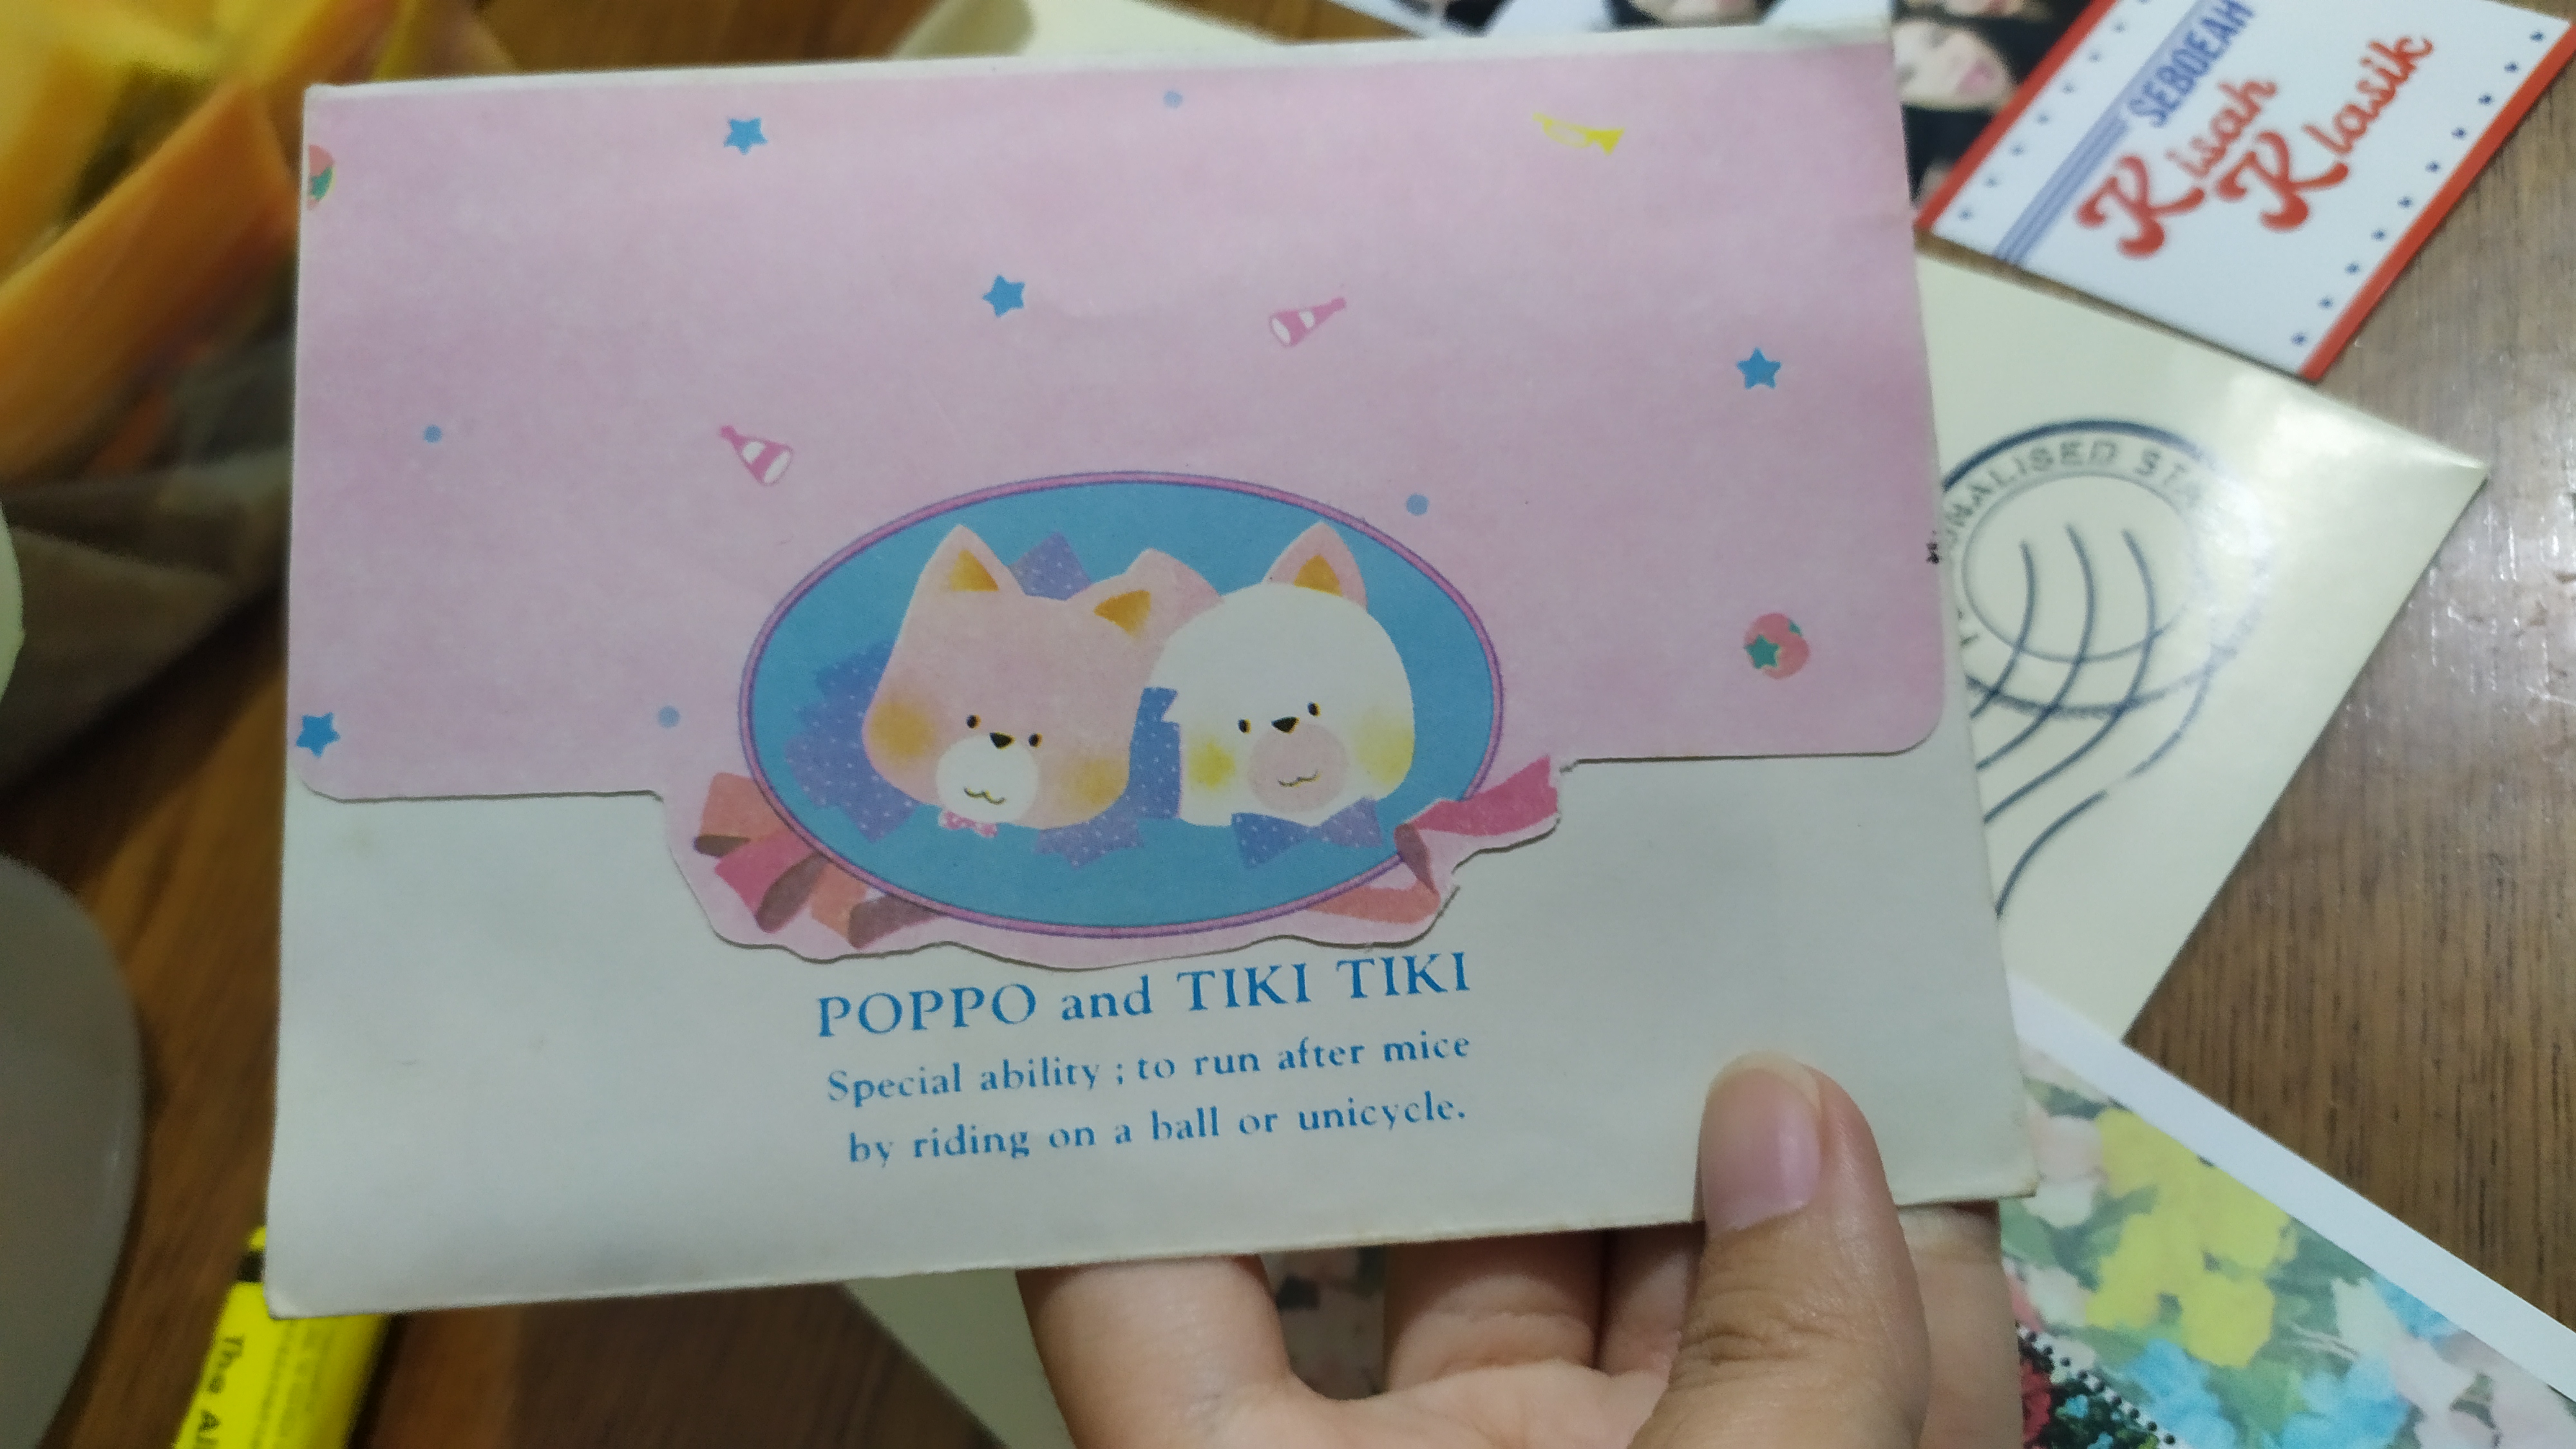 POPPO and TIKI TIKI
Special ability ; to run after mice
by riding on a ball or unicycle.
The
SEBOEAH
Kisah
Klasik